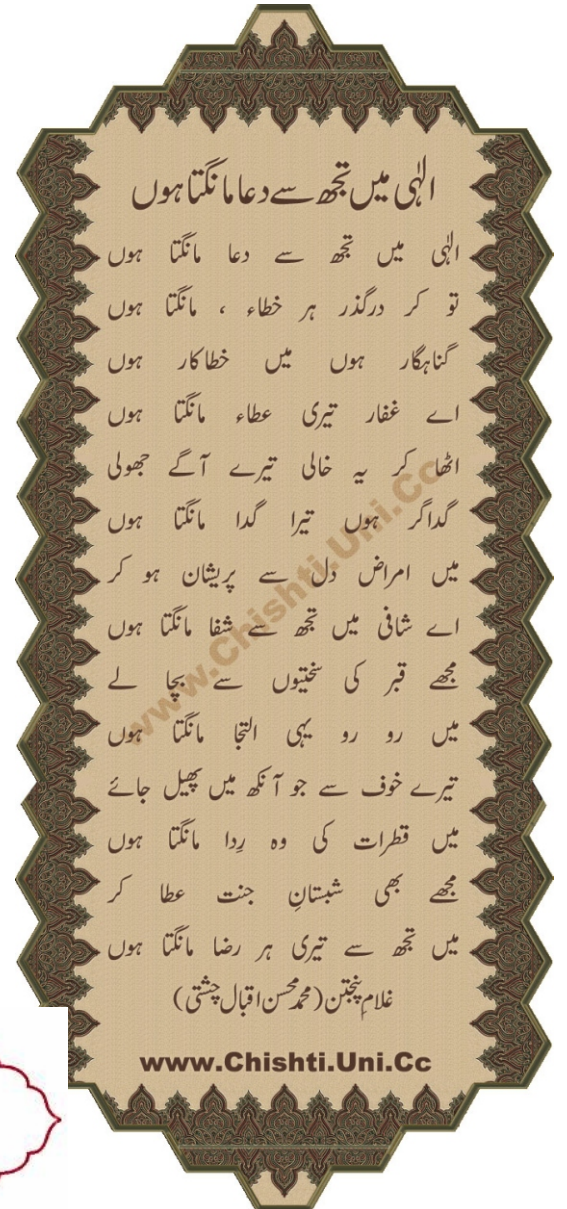 الٰہی میں تجھ سے دعا مانگتا ہوں
الٰہی میں تجھ سے دعا مانگتا ہوں
تو کر درگذر ہر خطاء ، مانگتا ہوں
گناہگار ہوں میں خطاکار ہوں
اے غفار تیری عطاء مانگتا ہوں
اٹھا کر یہ خالی تیرے آگے جھولی
گداگر ہوں تیرا گدا مانگتا ہوں
میں امراض دل سے پریشان ہو کر
اے شافی میں تجھ سے شفا مانگتا ہوں
مجھے قبر کی سختیوں سے بچا لے
میں رو رو یہی التجا مانگتا ہوں
تیرے خوف سے جو آنکھ میں پھیل جائے
میں قطرات کی وہ رِدا مانگتا ہوں
مجھے بھی شبستانِ جنت عطا کر
میں تجھ سے تیری ہر رضا مانگتا ہوں
غلامِ پنجتن (محمد محسن اقبال چشتی)
www.Chishti.Uni.Cc
www.Chishti.Uni.Cc